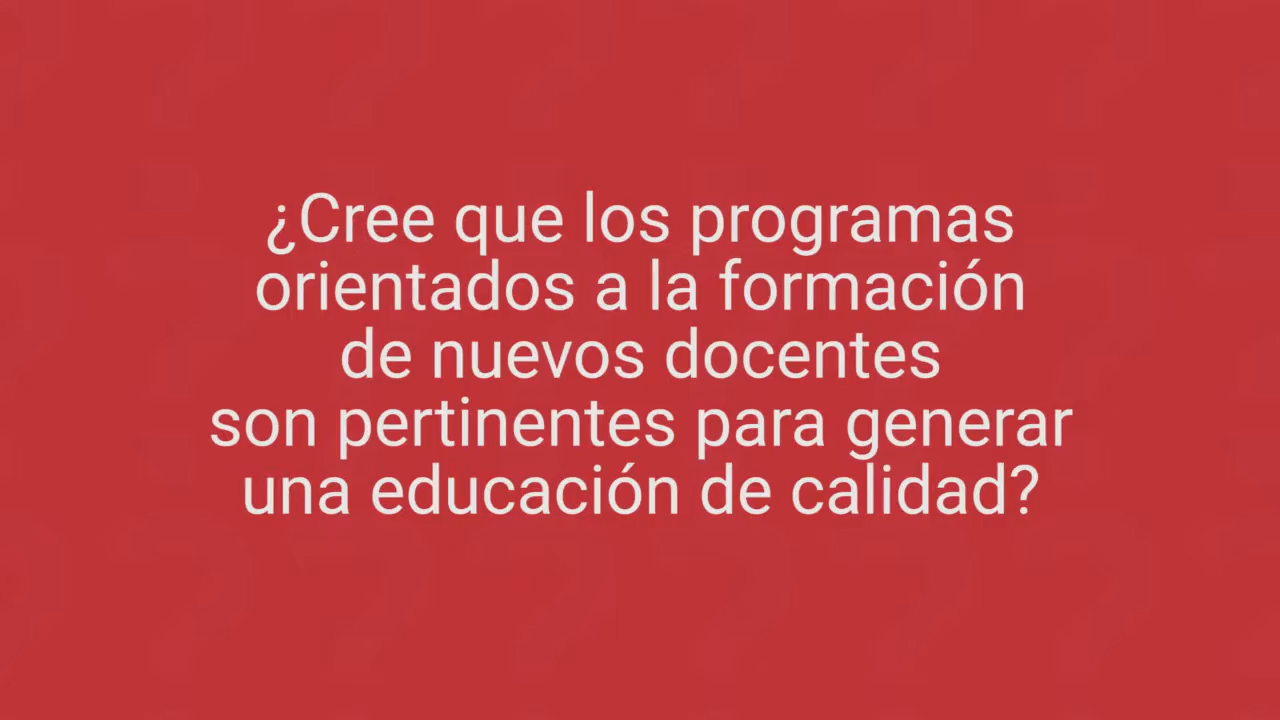 ¿Cree que los programas
orientados a la formación
de nuevos docentes
son pertinentes para generar
una educación de calidad?